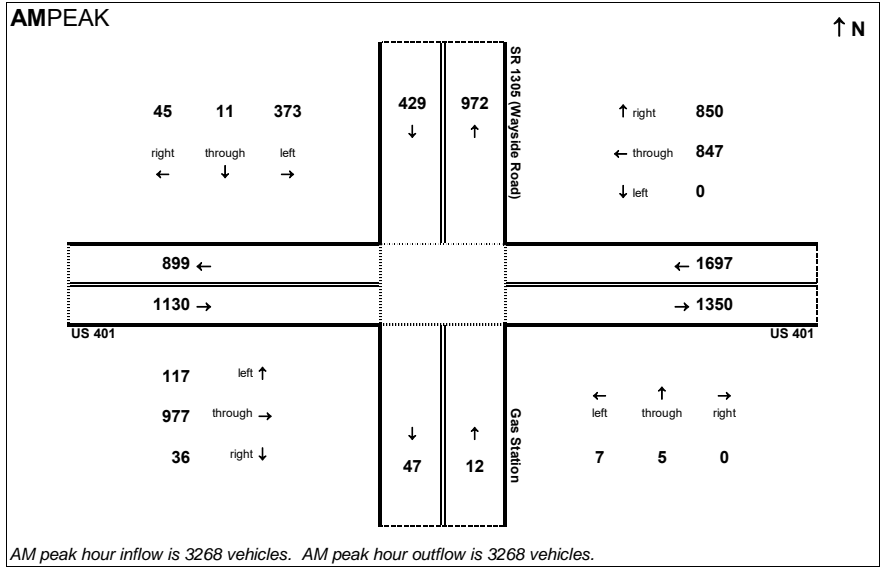 AMPEAK
↑ N
SR 1305 (Wayside Road)
45 11 373
right through left
← ↓ →
429 972
↓ ↑
↑ right 850
← through 847
↓ left 0
899 ←
← 1697
1130 →
→ 1350
US 401
US 401
117 left ↑
977 through →
36 right ↓
↓ ↑
47 12
Gas Station
← ↑ →
left through right
7 5 0
AM peak hour inflow is 3268 vehicles. AM peak hour outflow is 3268 vehicles.